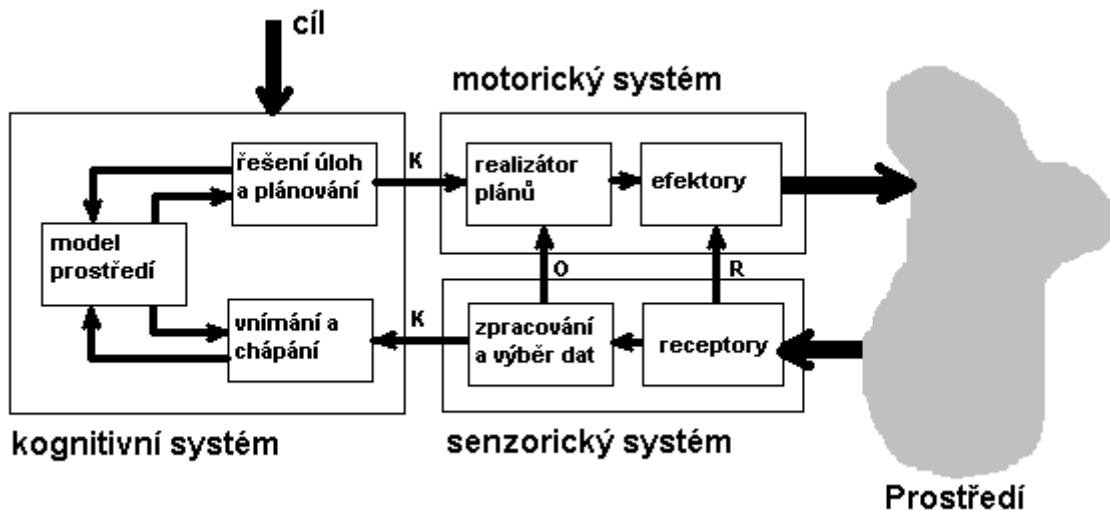 cíl
motorický systém
řešení úloh
a plánování
K
realizátor
plánů
efektory
model
prostředí
O
R
vnímání a
chápání
K
zpracování
a výběr dat
receptory
kognitivní systém
senzorický systém
Prostředí